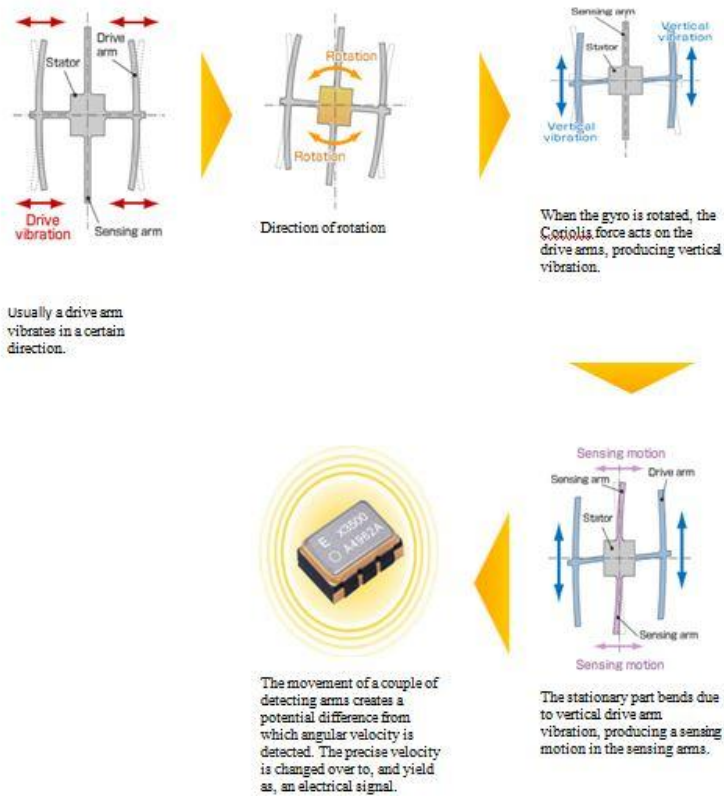 Drive
arm
Stator
Drive
vibration
Sensing arm
Usually a drive arm
vibrates in a certain
direction.
Rotation
Rotation
Direction of rotation
Sensing arm
Stator
Vertical
vibration
Vertical
vibration
When the gyro is rotated, the
Coriolis force acts on the
drive arms, producing vertical
vibration.
Sensing motion
Sensing arm
Drive arm
Stator
Sensing arm
Sensing motion
The stationary part bends due
to vertical drive arm
vibration, producing a sensing
motion in the sensing arms.
E X3500
A4962A
The movement of a couple of
detecting arms creates a
potential difference from
which angular velocity is
detected. The precise velocity
is changed over to, and yield
as, an electrical signal.